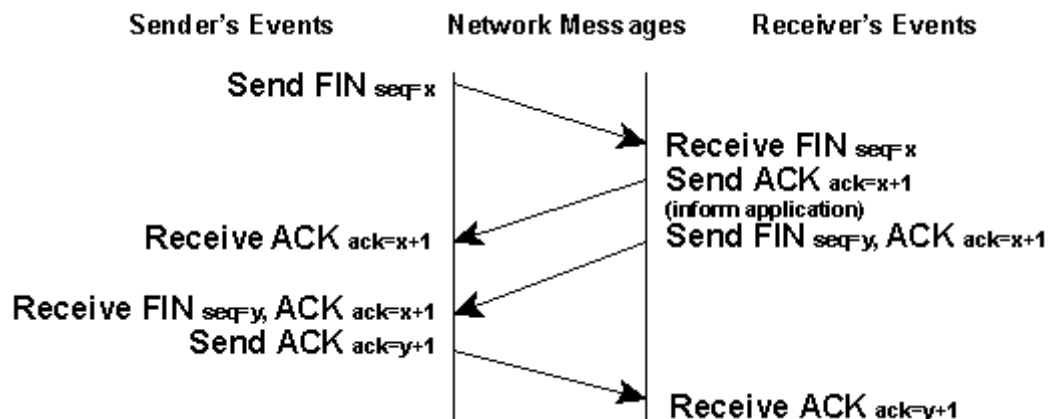 Sender's Events
Network Messages
Receiver's Events
Send FIN seq=x
Receive FIN seq=x
Send ACK ack=x+1
(inform application)
Receive ACK ack=x+1
Send FIN seq=y, ACK ack=x+1
Receive FIN seq=y, ACK ack=x+1
Send ACK ack=y+1
Receive ACK ack=y+1